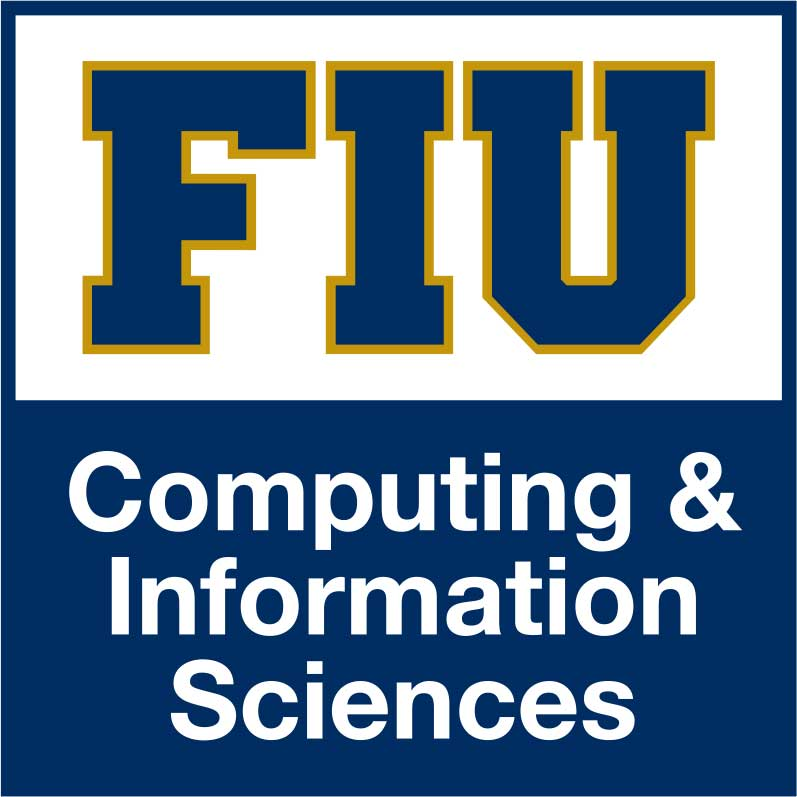 FIU
Computing &
Information
Sciences